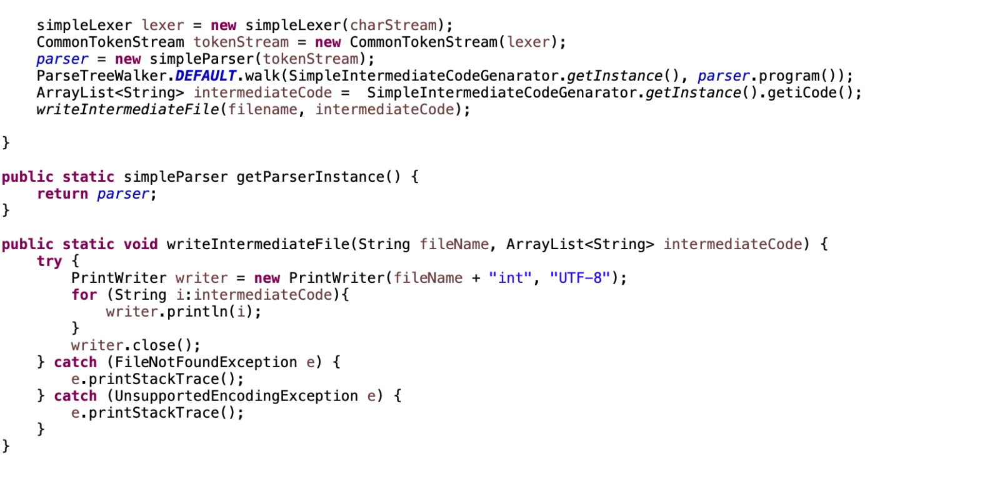 simpleLexer lexer = new simpleLexer(charStream);
CommonTokenStream tokenStream = new CommonTokenStream(lexer);
parser = new simpleParser(tokenStream);
ParseTreeWalker.DEFAULT.walk(SimpleIntermediateCodeGenarator.getInstance(), parser.program());
ArrayList<String> intermediateCode =  SimpleIntermediateCodeGenarator.getInstance().getiCode();
writeIntermediateFile(filename, intermediateCode);
}
public static simpleParser getParserInstance() {
return parser;
}
public static void writeIntermediateFile(String fileName, ArrayList<String> intermediateCode) {
try {
PrintWriter writer = new PrintWriter(fileName + "int", "UTF-8");
for (String i:intermediateCode){
writer.println(i);
}
writer.close();
} catch (FileNotFoundException e) {
e.printStackTrace();
} catch (UnsupportedEncodingException e) {
e.printStackTrace();
}
}